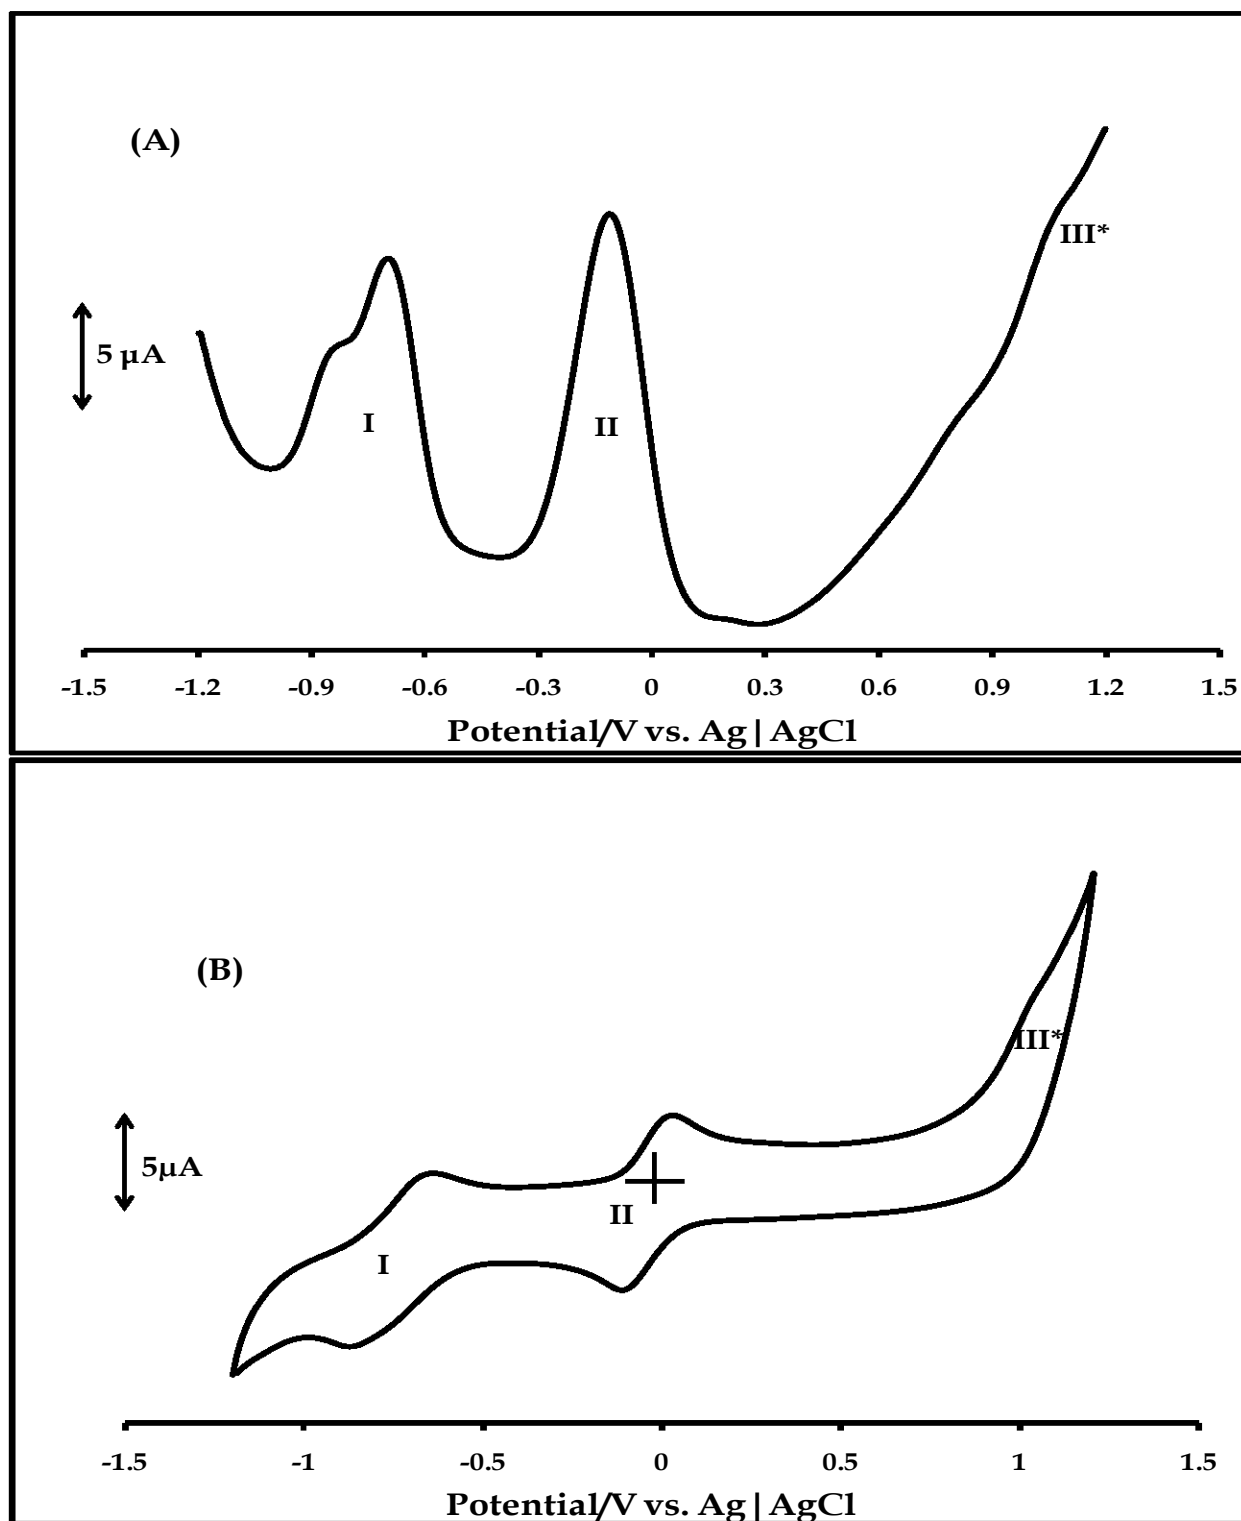 (A)
III*
5 µA
I
II
-1.5 -1.2 -0.9 -0.6 -0.3 0 0.3 0.6 0.9 1.2 1.5
Potential/V vs. Ag|AgCl
(B)
III*
5µA
II
I
-1.5 -1 -0.5 0 0.5 1 1.5
Potential/V vs. Ag|AgCl